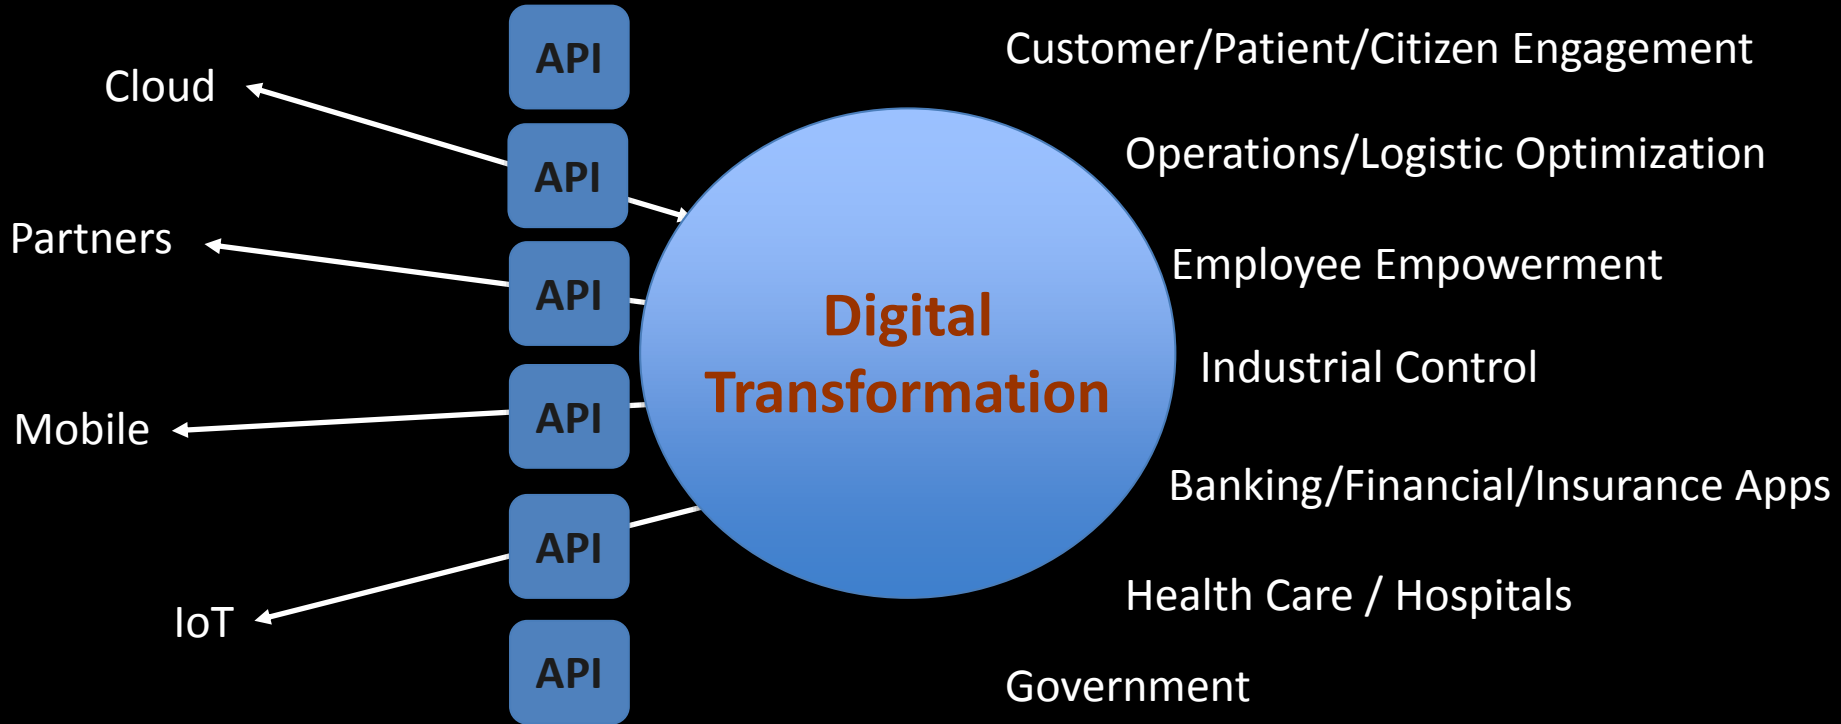 Cloud
Partners
Mobile
IoT
API
API
API
API
API
API
Digital
Transformation
Customer/Patient/Citizen Engagement
Operations/Logistic Optimization
Employee Empowerment
Industrial Control
Banking/Financial/Insurance Apps
Health Care / Hospitals
Government